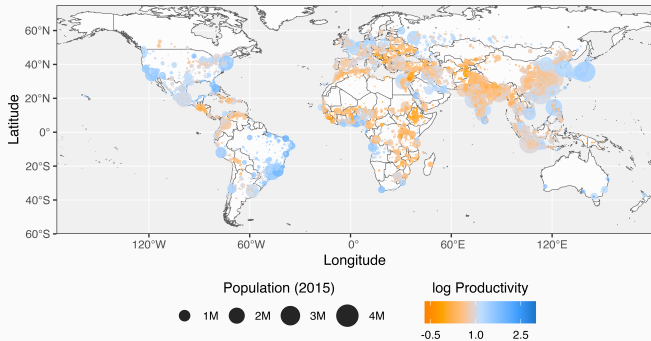 60°N
40°N
20°N
0°
20°S
40°S
60°S
Latitude
120°W 60°W 0° 60°E 120°E
Longitude
Population (2015)
1M 2M 3M 4M
log Productivity
-0.5 1.0 2.5